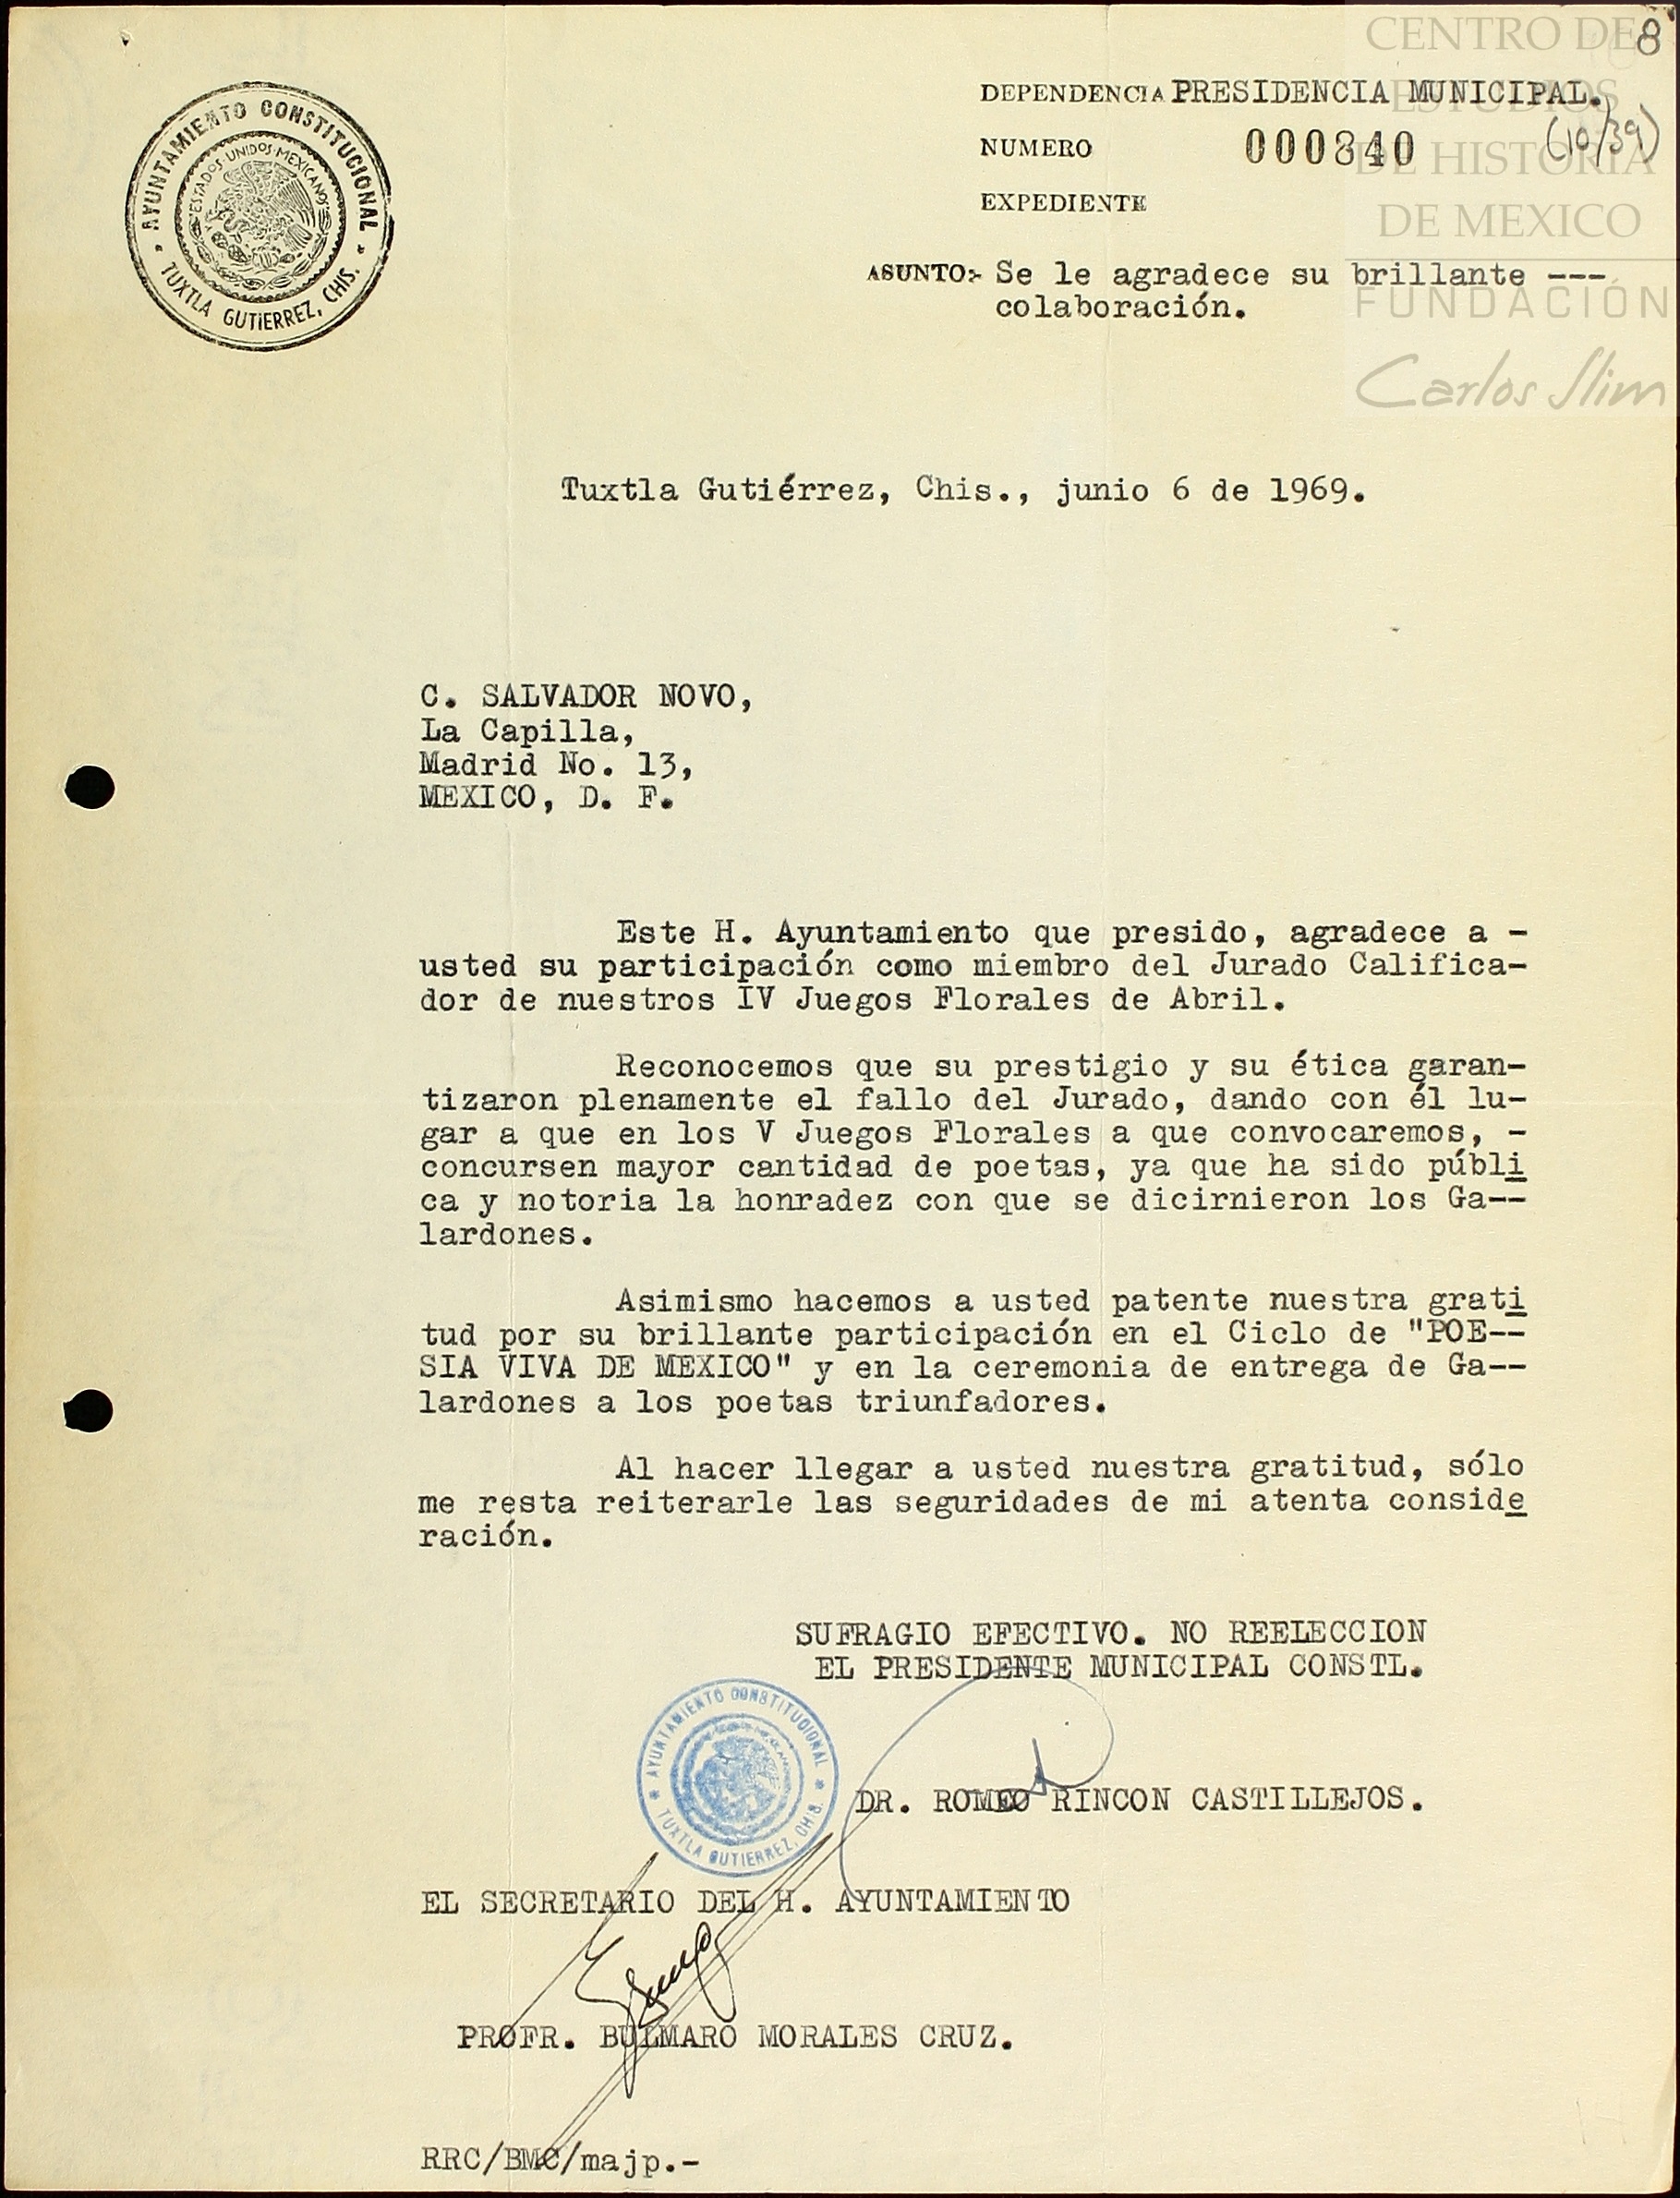 CENTRO DE
ESTUDIOS
DE HISTORIA
DE MEXICO
FUNDACIÓN
Carlos Slim
8
(10/39)
AYUNTAMIENTO CONSTITUCIONAL
ESTADOS·UNIDOS·MEXICANOS
TUXTLA GUTIERREZ, CHIS.
DEPENDENCIA PRESIDENCIA MUNICIPAL.
NUMERO 000840
EXPEDIENTE
ASUNTO:- Se le agradece su brillante ---
colaboración.
Tuxtla Gutiérrez, Chis., junio 6 de 1969.
C. SALVADOR NOVO,
La Capilla,
Madrid No. 13,
MEXICO, D. F.
Este H. Ayuntamiento que presido, agradece a -
usted su participación como miembro del Jurado Califica-
dor de nuestros IV Juegos Florales de Abril.
Reconocemos que su prestigio y su ética garan-
tizaron plenamente el fallo del Jurado, dando con él lu-
gar a que en los V Juegos Florales a que convocaremos, -
concursen mayor cantidad de poetas, ya que ha sido públi
ca y notoria la honradez con que se dicirnieron los Ga--
lardones.
Asimismo hacemos a usted patente nuestra grati
tud por su brillante participación en el Ciclo de "POE--
SIA VIVA DE MEXICO" y en la ceremonia de entrega de Ga--
lardones a los poetas triunfadores.
Al hacer llegar a usted nuestra gratitud, sólo
me resta reiterarle las seguridades de mi atenta conside
ración.
SUFRAGIO EFECTIVO. NO REELECCION
EL PRESIDENTE MUNICIPAL CONSTL.
AYUNTAMIENTO CONSTITUCIONAL
TUXTLA GUTIERREZ, CHIS.
DR. ROMEO RINCON CASTILLEJOS.
EL SECRETARIO DEL H. AYUNTAMIENTO
PROFR. BULMARO MORALES CRUZ.
RRC/BMC/majp.-